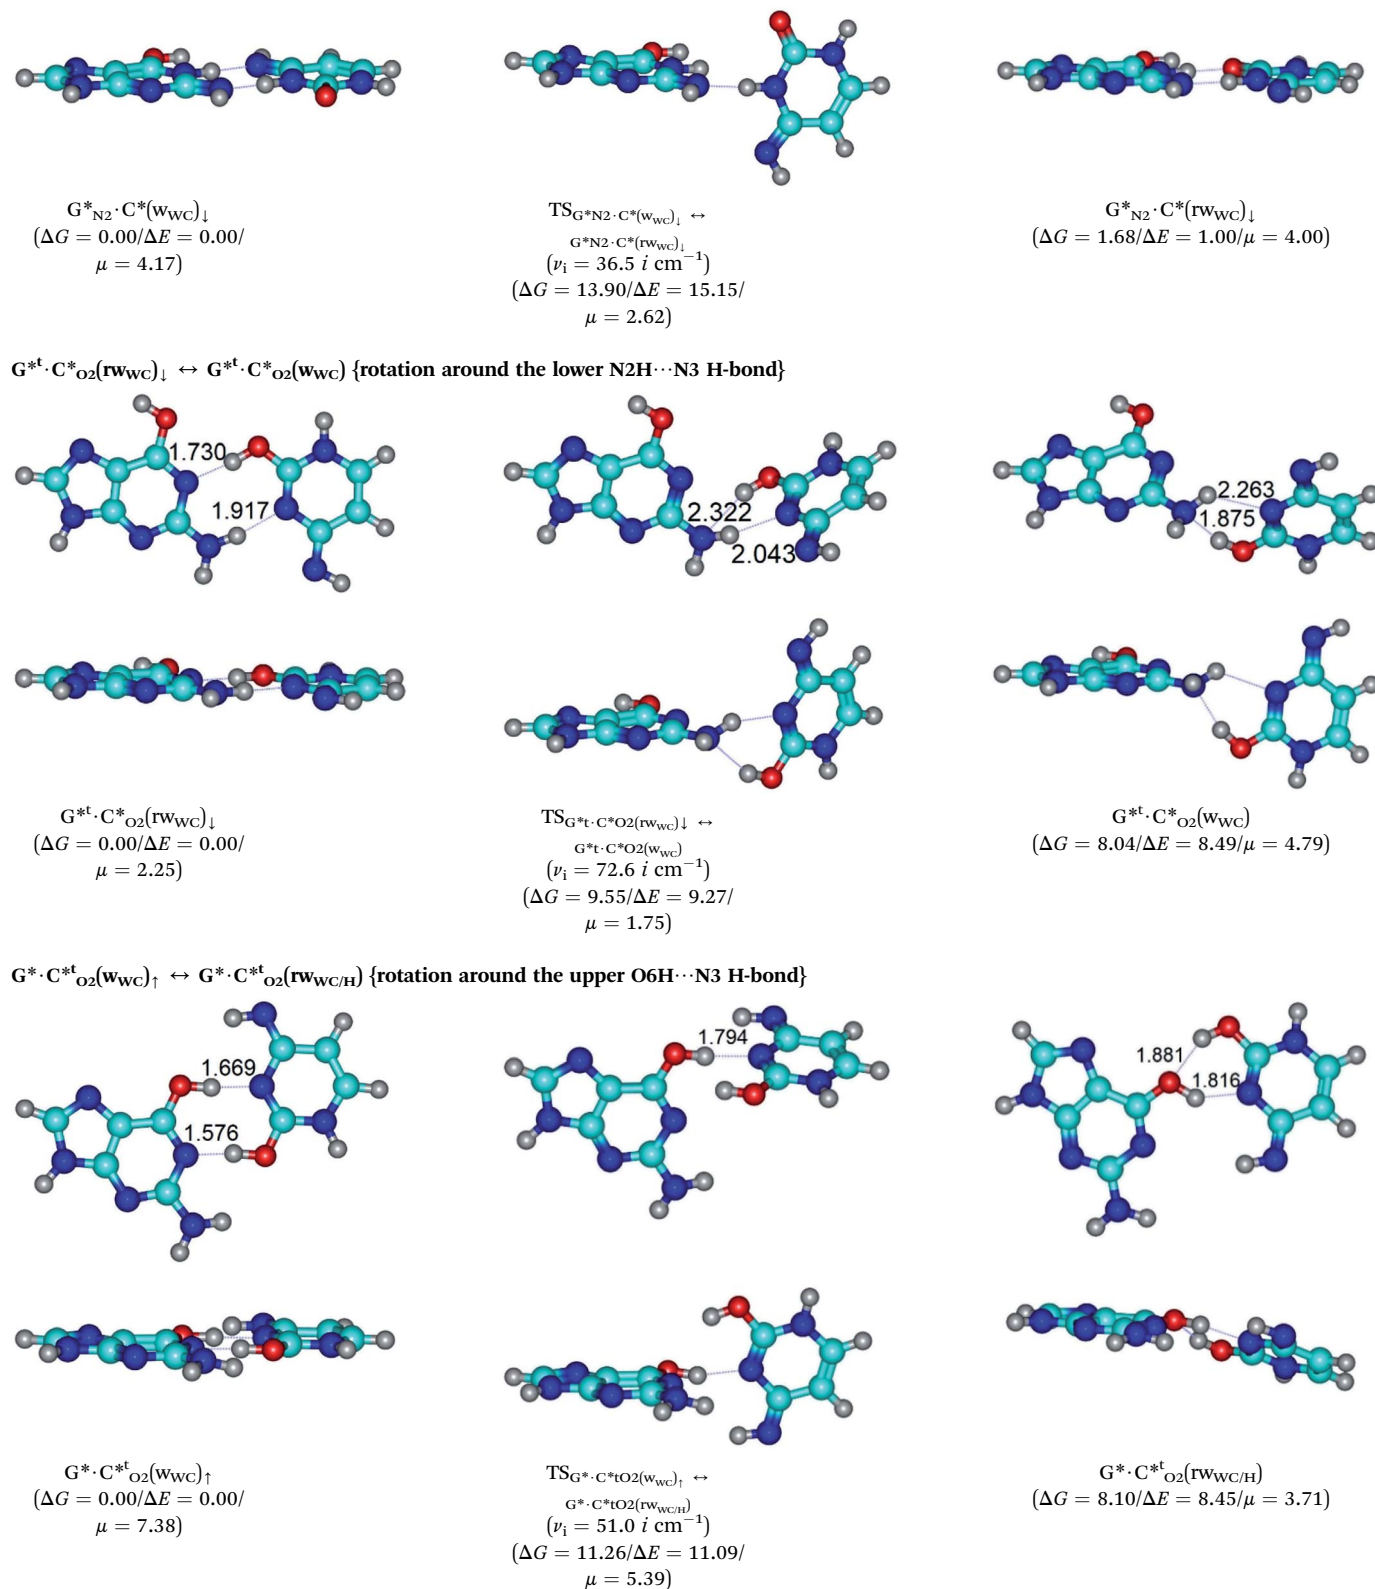 G*N2·C*(wWC)↓
(ΔG = 0.00/ΔE = 0.00/
μ = 4.17)
TSG*N2·C*(wWC)↓ ↔
G*N2·C*(rwWC)↓
(νi = 36.5 i cm−1)
(ΔG = 13.90/ΔE = 15.15/
μ = 2.62)
G*N2·C*(rwWC)↓
(ΔG = 1.68/ΔE = 1.00/μ = 4.00)
G*t·C*O2(rwWC)↓ ↔ G*t·C*O2(wWC) {rotation around the lower N2H···N3 H-bond}
1.730
1.917
2.322
2.043
2.263
1.875
G*t·C*O2(rwWC)↓
(ΔG = 0.00/ΔE = 0.00/
μ = 2.25)
TSG*t·C*O2(rwWC)↓ ↔
G*t·C*O2(wWC)
(νi = 72.6 i cm−1)
(ΔG = 9.55/ΔE = 9.27/
μ = 1.75)
G*t·C*O2(wWC)
(ΔG = 8.04/ΔE = 8.49/μ = 4.79)
G*·C*tO2(wWC)↑ ↔ G*·C*tO2(rwWC/H) {rotation around the upper O6H···N3 H-bond}
1.669
1.576
1.794
1.881
1.816
G*·C*tO2(wWC)↑
(ΔG = 0.00/ΔE = 0.00/
μ = 7.38)
TSG*·C*tO2(wWC)↑ ↔
G*·C*tO2(rwWC/H)
(νi = 51.0 i cm−1)
(ΔG = 11.26/ΔE = 11.09/
μ = 5.39)
G*·C*tO2(rwWC/H)
(ΔG = 8.10/ΔE = 8.45/μ = 3.71)